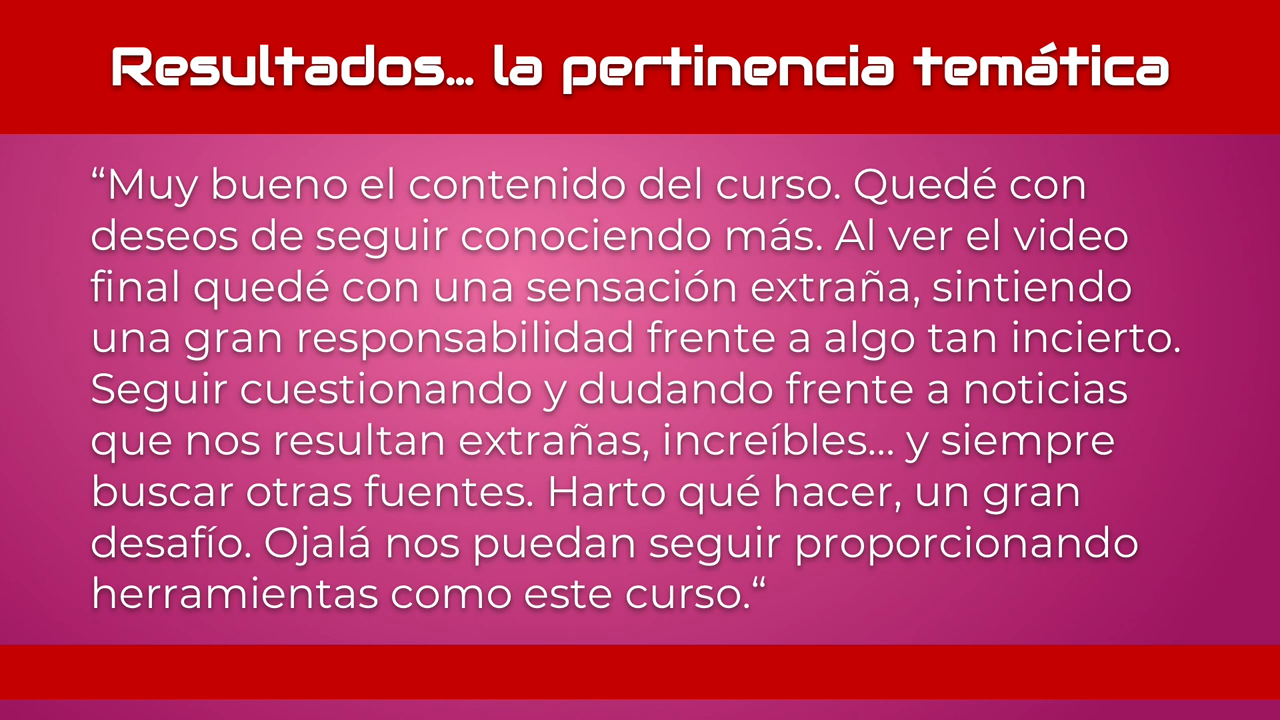 Resultados... la pertinencia temática
“Muy bueno el contenido del curso. Quedé con
deseos de seguir conociendo más. Al ver el video
final quedé con una sensación extraña, sintiendo
una gran responsabilidad frente a algo tan incierto.
Seguir cuestionando y dudando frente a noticias
que nos resultan extrañas, increíbles... y siempre
buscar otras fuentes. Harto qué hacer, un gran
desafío. Ojalá nos puedan seguir proporcionando
herramientas como este curso.“